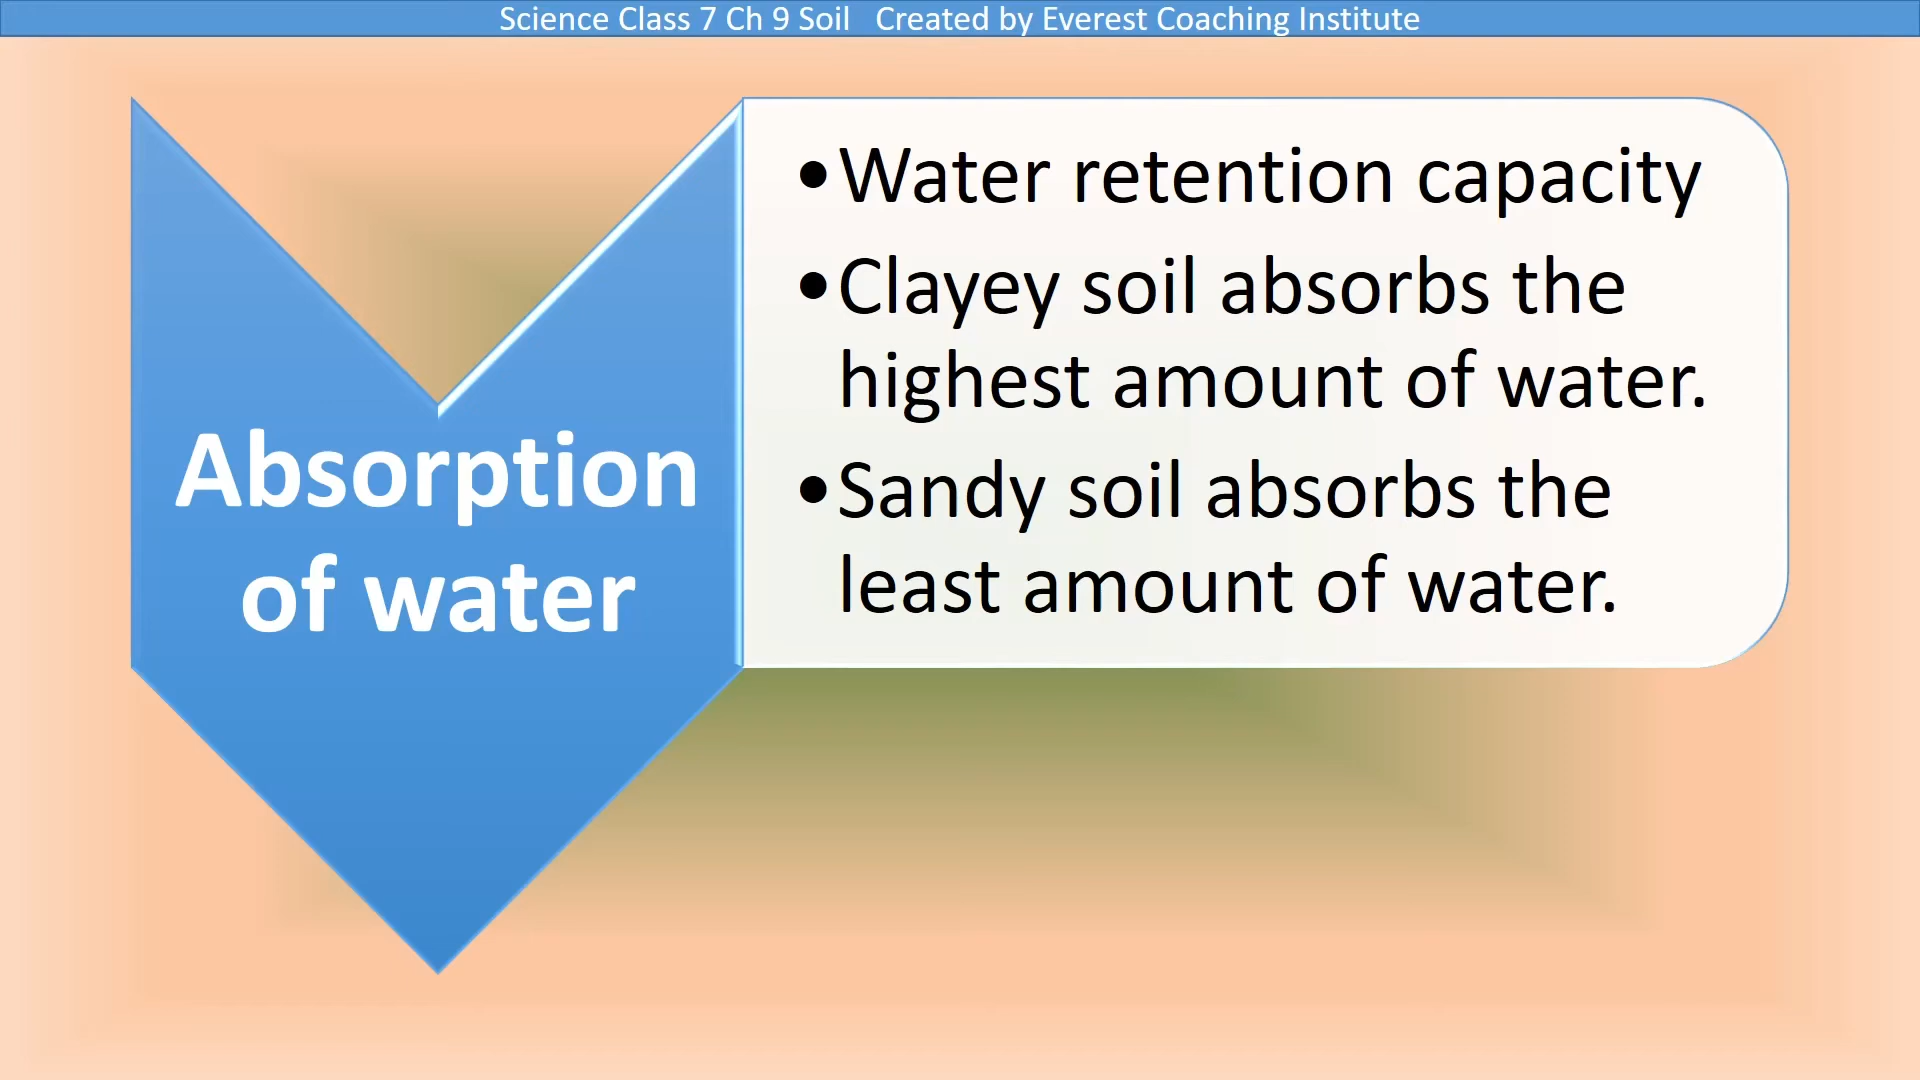 Science Class 7 Ch 9 Soil   Created by Everest Coaching Institute
Absorption
of water
•Water retention capacity
•Clayey soil absorbs the
highest amount of water.
•Sandy soil absorbs the
least amount of water.